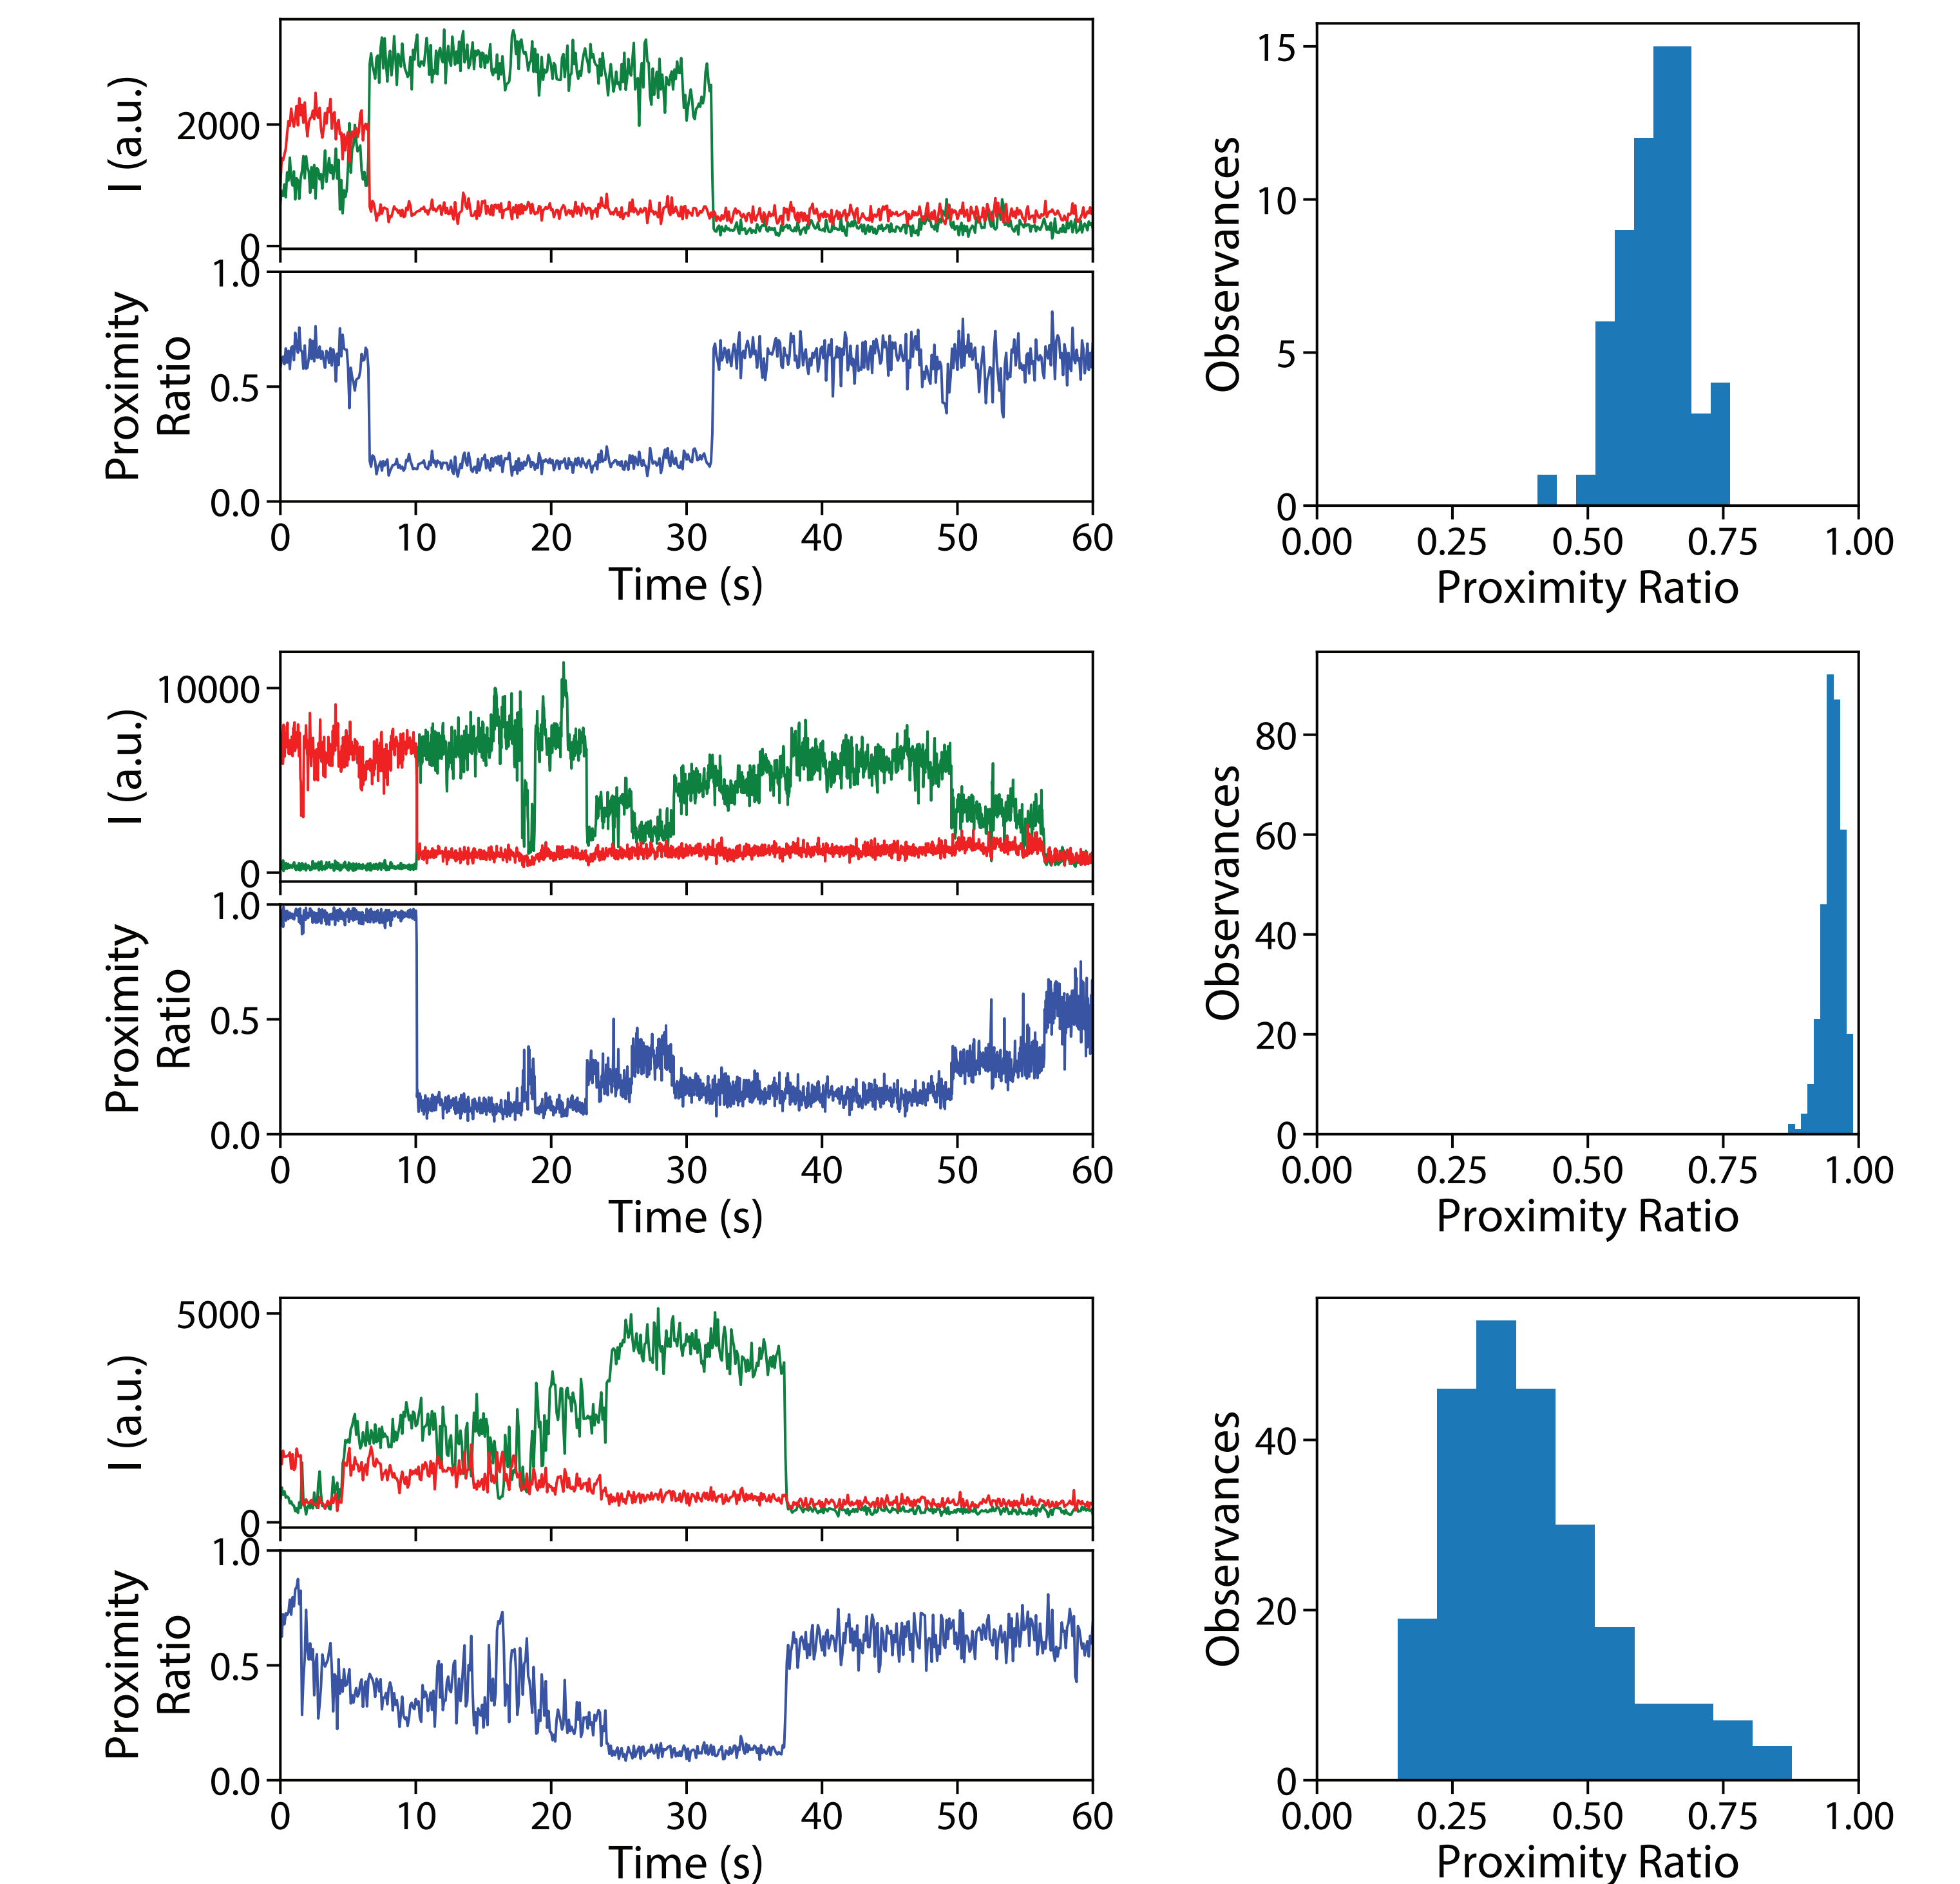 I (a.u.)
2000
0
Proximity
Ratio
1.0
0.5
0.0
0 10 20 30 40 50 60
Time (s)
Observances
15
10
5
0
0.00 0.25 0.50 0.75 1.00
Proximity Ratio
I (a.u.)
10000
0
Proximity
Ratio
1.0
0.5
0.0
0 10 20 30 40 50 60
Time (s)
Observances
80
60
40
20
0
0.00 0.25 0.50 0.75 1.00
Proximity Ratio
I (a.u.)
5000
0
Proximity
Ratio
1.0
0.5
0.0
0 10 20 30 40 50 60
Time (s)
Observances
40
20
0
0.00 0.25 0.50 0.75 1.00
Proximity Ratio